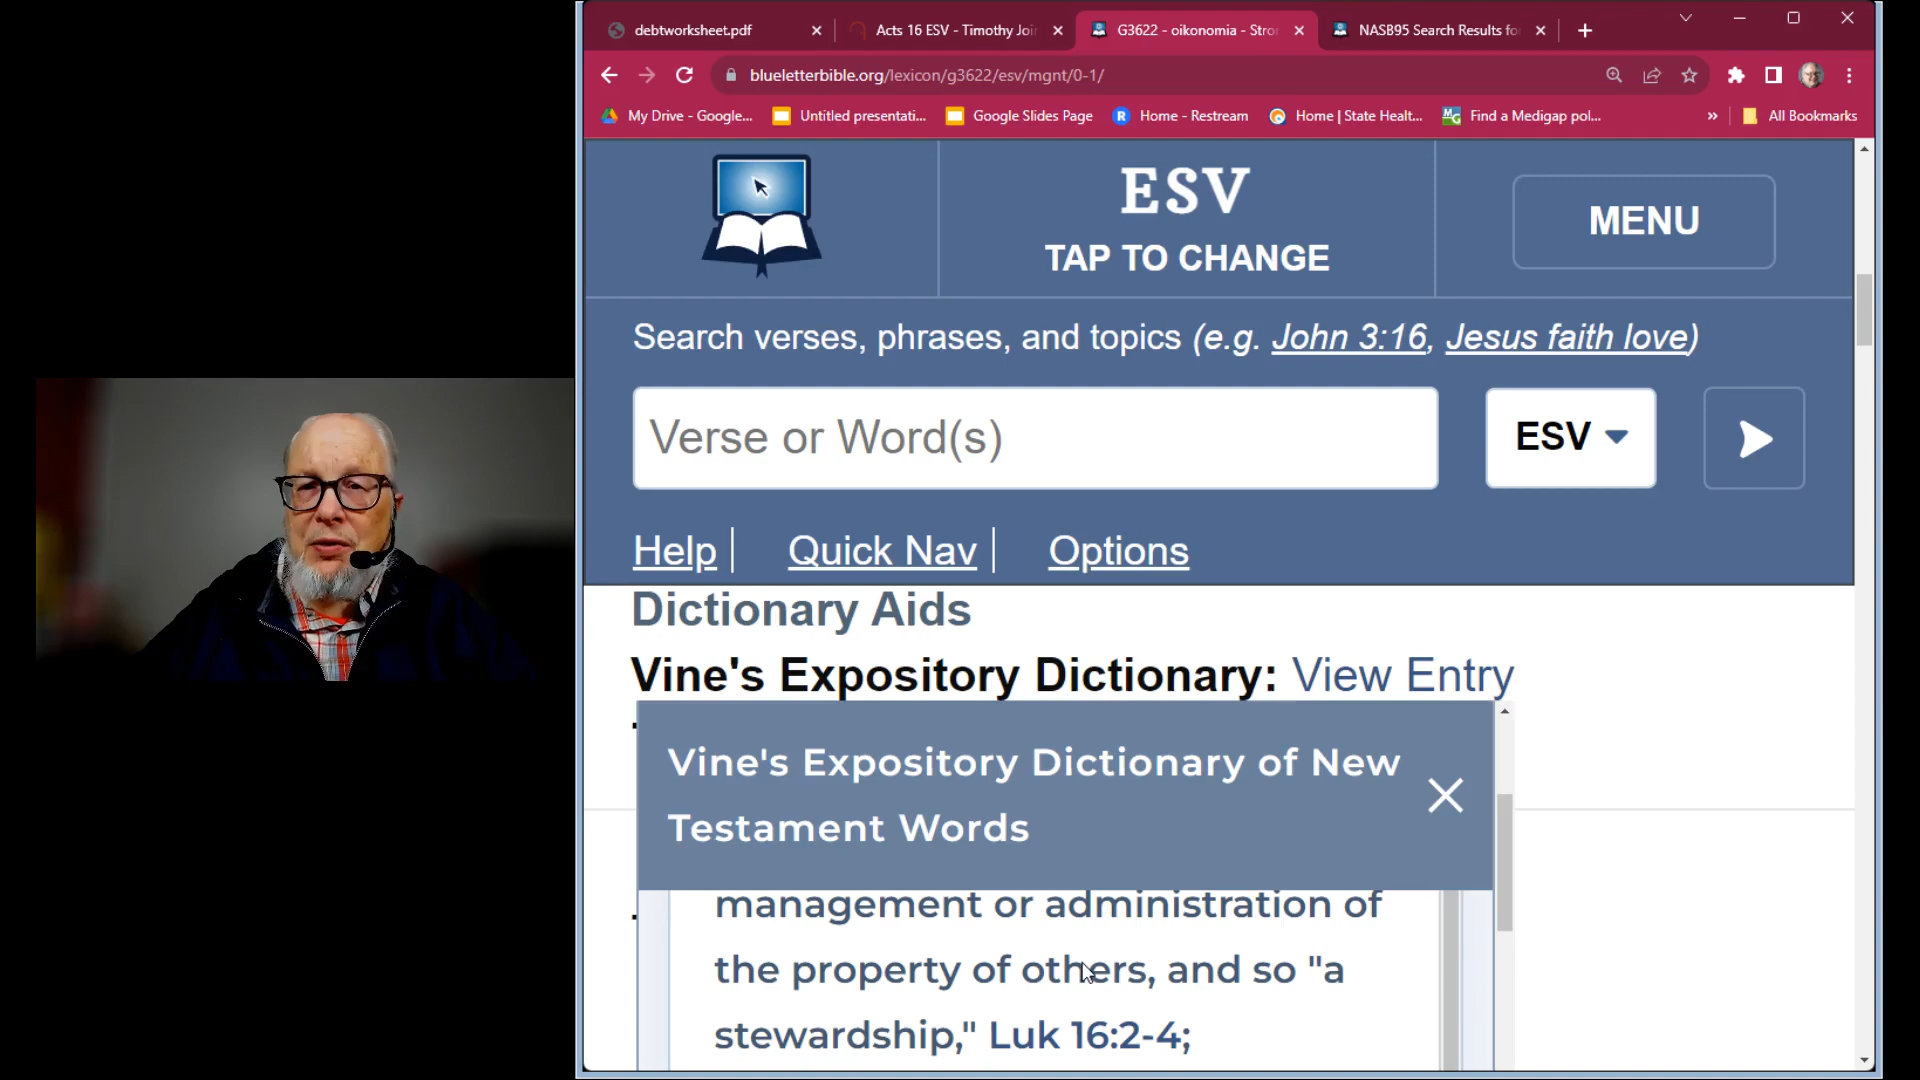 debtworksheet.pdf
Acts 16 ESV - Timothy Joi
G3622 - oikonomia - Stro
NASB95 Search Results fo
blueletterbible.org/lexicon/g3622/esv/mgnt/0-1/
My Drive - Google...
Untitled presentati...
Google Slides Page
R
Home - Restream
Home | State Healt...
Find a Medigap pol...
»
All Bookmarks
ESV
TAP TO CHANGE
MENU
Search verses, phrases, and topics (e.g. John 3:16, Jesus faith love)
Verse or Word(s)
ESV
Help
Quick Nav
Options
Dictionary Aids
Vine's Expository Dictionary: View Entry
Vine's Expository Dictionary of New
Testament Words
management or administration of
the property of others, and so "a
stewardship," Luk 16:2-4;